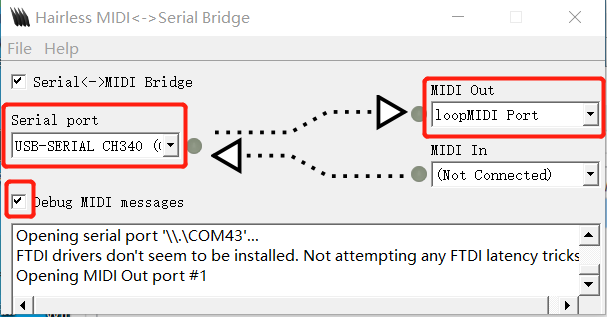 Hairless MIDI<->Serial Bridge
File Help
Serial<->MIDI Bridge
MIDI Out
Serial port
loopMIDI Port
USB-SERIAL CH340 (
MIDI In
(Not Connected)
Debug MIDI messages
Opening serial port '\\.\COM43'...
FTDI drivers don't seem to be installed. Not attempting any FTDI latency tricks
Opening MIDI Out port #1